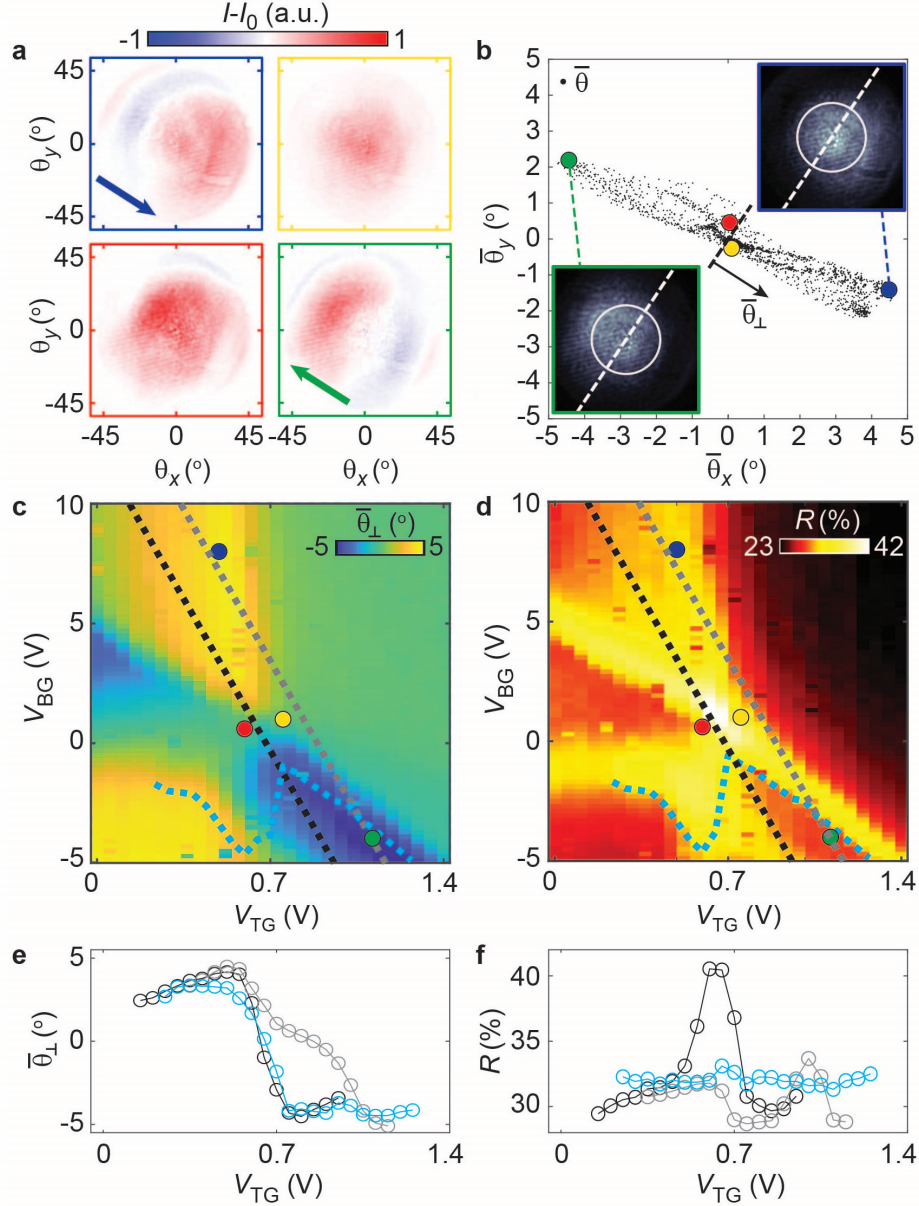 I-I₀ (a.u.)
-1 1
a
45
0
-45
θy (°)
45
0
-45
θy (°)
-45 0 45 -45 0 45
θx (°) θx (°)
b
5
4
3
2
1
0
-1
-2
-3
-4
-5
θ̅y (°)
θ̅
θ̅⊥
-5 -4 -3 -2 -1 0 1 2 3 4 5
θ̅x (°)
c
10
5
0
-5
VBG (V)
θ̅⊥ (°)
-5 5
0 0.7 1.4
VTG (V)
d
10
5
0
-5
VBG (V)
R (%)
23 42
0 0.7 1.4
VTG (V)
e
5
0
-5
θ̅⊥ (°)
0 0.7 1.4
VTG (V)
f
40
35
30
R (%)
0 0.7 1.4
VTG (V)